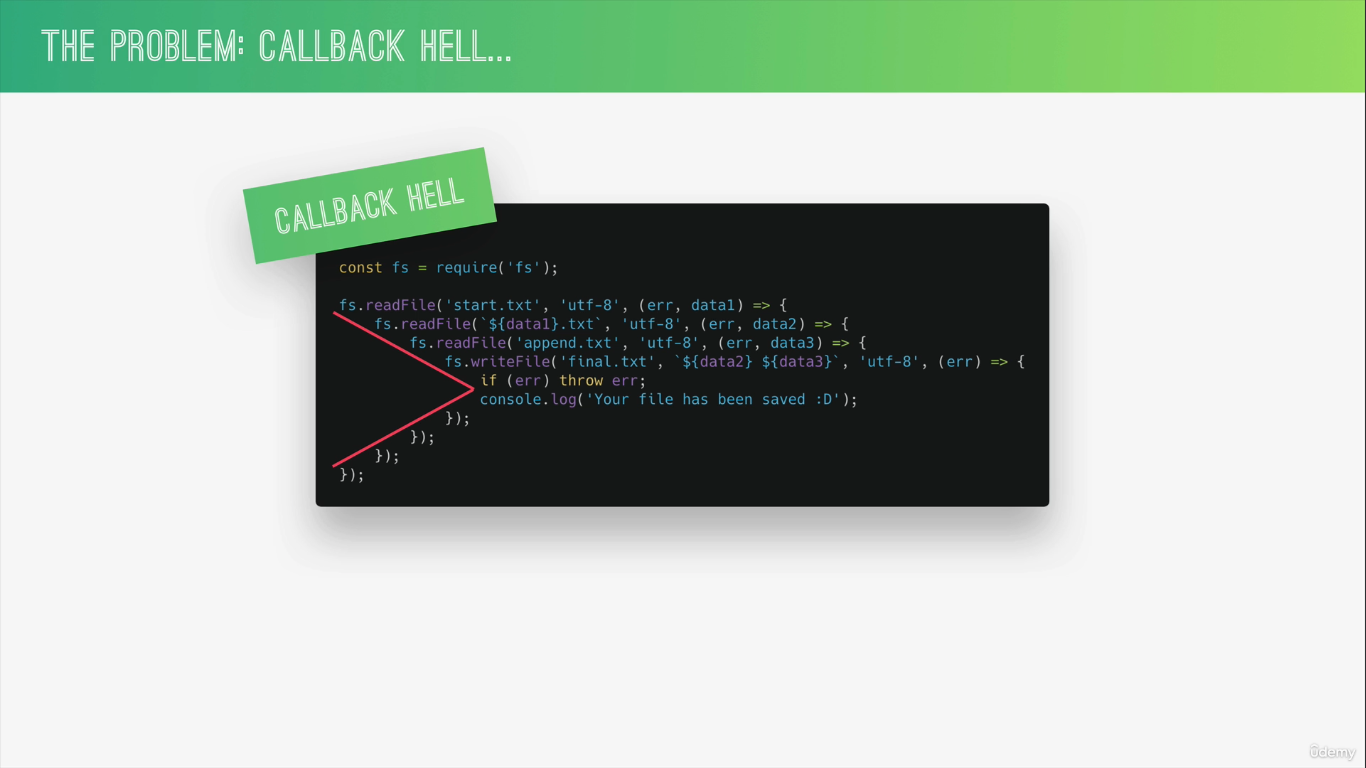 THE PROBLEM: CALLBACK HELL...
CALLBACK HELL
const fs = require('fs');
fs.readFile('start.txt', 'utf-8', (err, data1) => {
    fs.readFile(`${data1}.txt`, 'utf-8', (err, data2) => {
        fs.readFile('append.txt', 'utf-8', (err, data3) => {
            fs.writeFile('final.txt', `${data2} ${data3}`, 'utf-8', (err) => {
                if (err) throw err;
                console.log('Your file has been saved :D');
            });
        });
    });
});
ûdemy